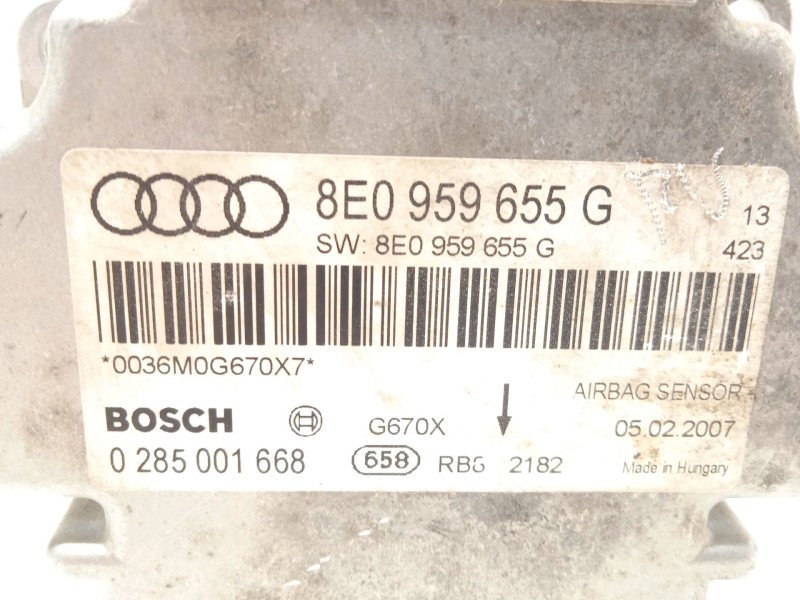 8E0 959 655 G
13
SW: 8E0 959 655 G
423
*0036M0G670X7*
AIRBAG SENSOR
BOSCH
G670X
05.02.2007
0 285 001 668
658
2182
Made in Hungary